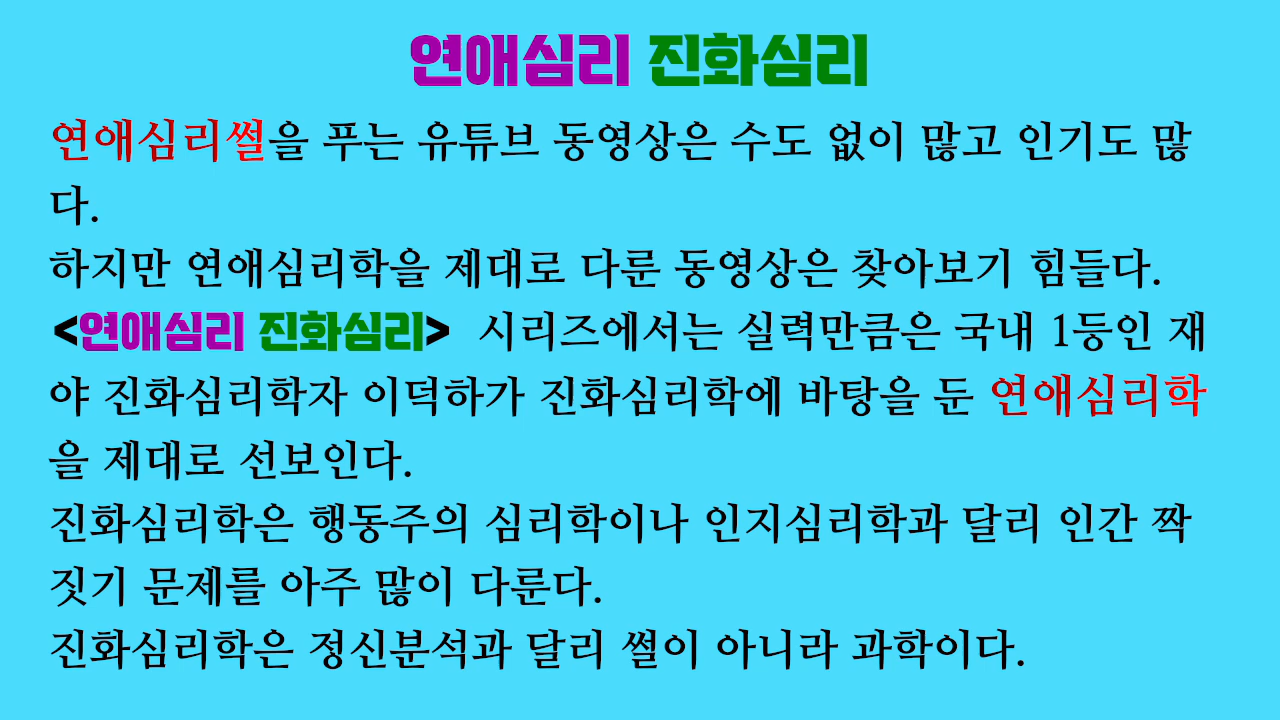 연애심리 진화심리
연애심리썰을 푸는 유튜브 동영상은 수도 없이 많고 인기도 많
다.
하지만 연애심리학을 제대로 다룬 동영상은 찾아보기 힘들다.
<연애심리 진화심리> 시리즈에서는 실력만큼은 국내 1등인 재
야 진화심리학자 이덕하가 진화심리학에 바탕을 둔 연애심리학
을 제대로 선보인다.
진화심리학은 행동주의 심리학이나 인지심리학과 달리 인간 짝
짓기 문제를 아주 많이 다룬다.
진화심리학은 정신분석과 달리 썰이 아니라 과학이다.